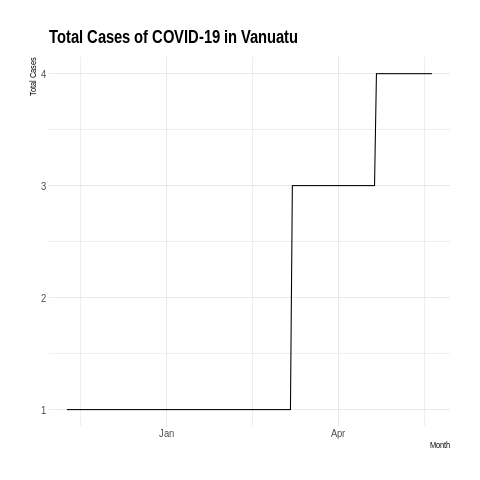 Total Cases of COVID-19 in Vanuatu
Total Cases
4
3
2
1
Jan Apr
Month